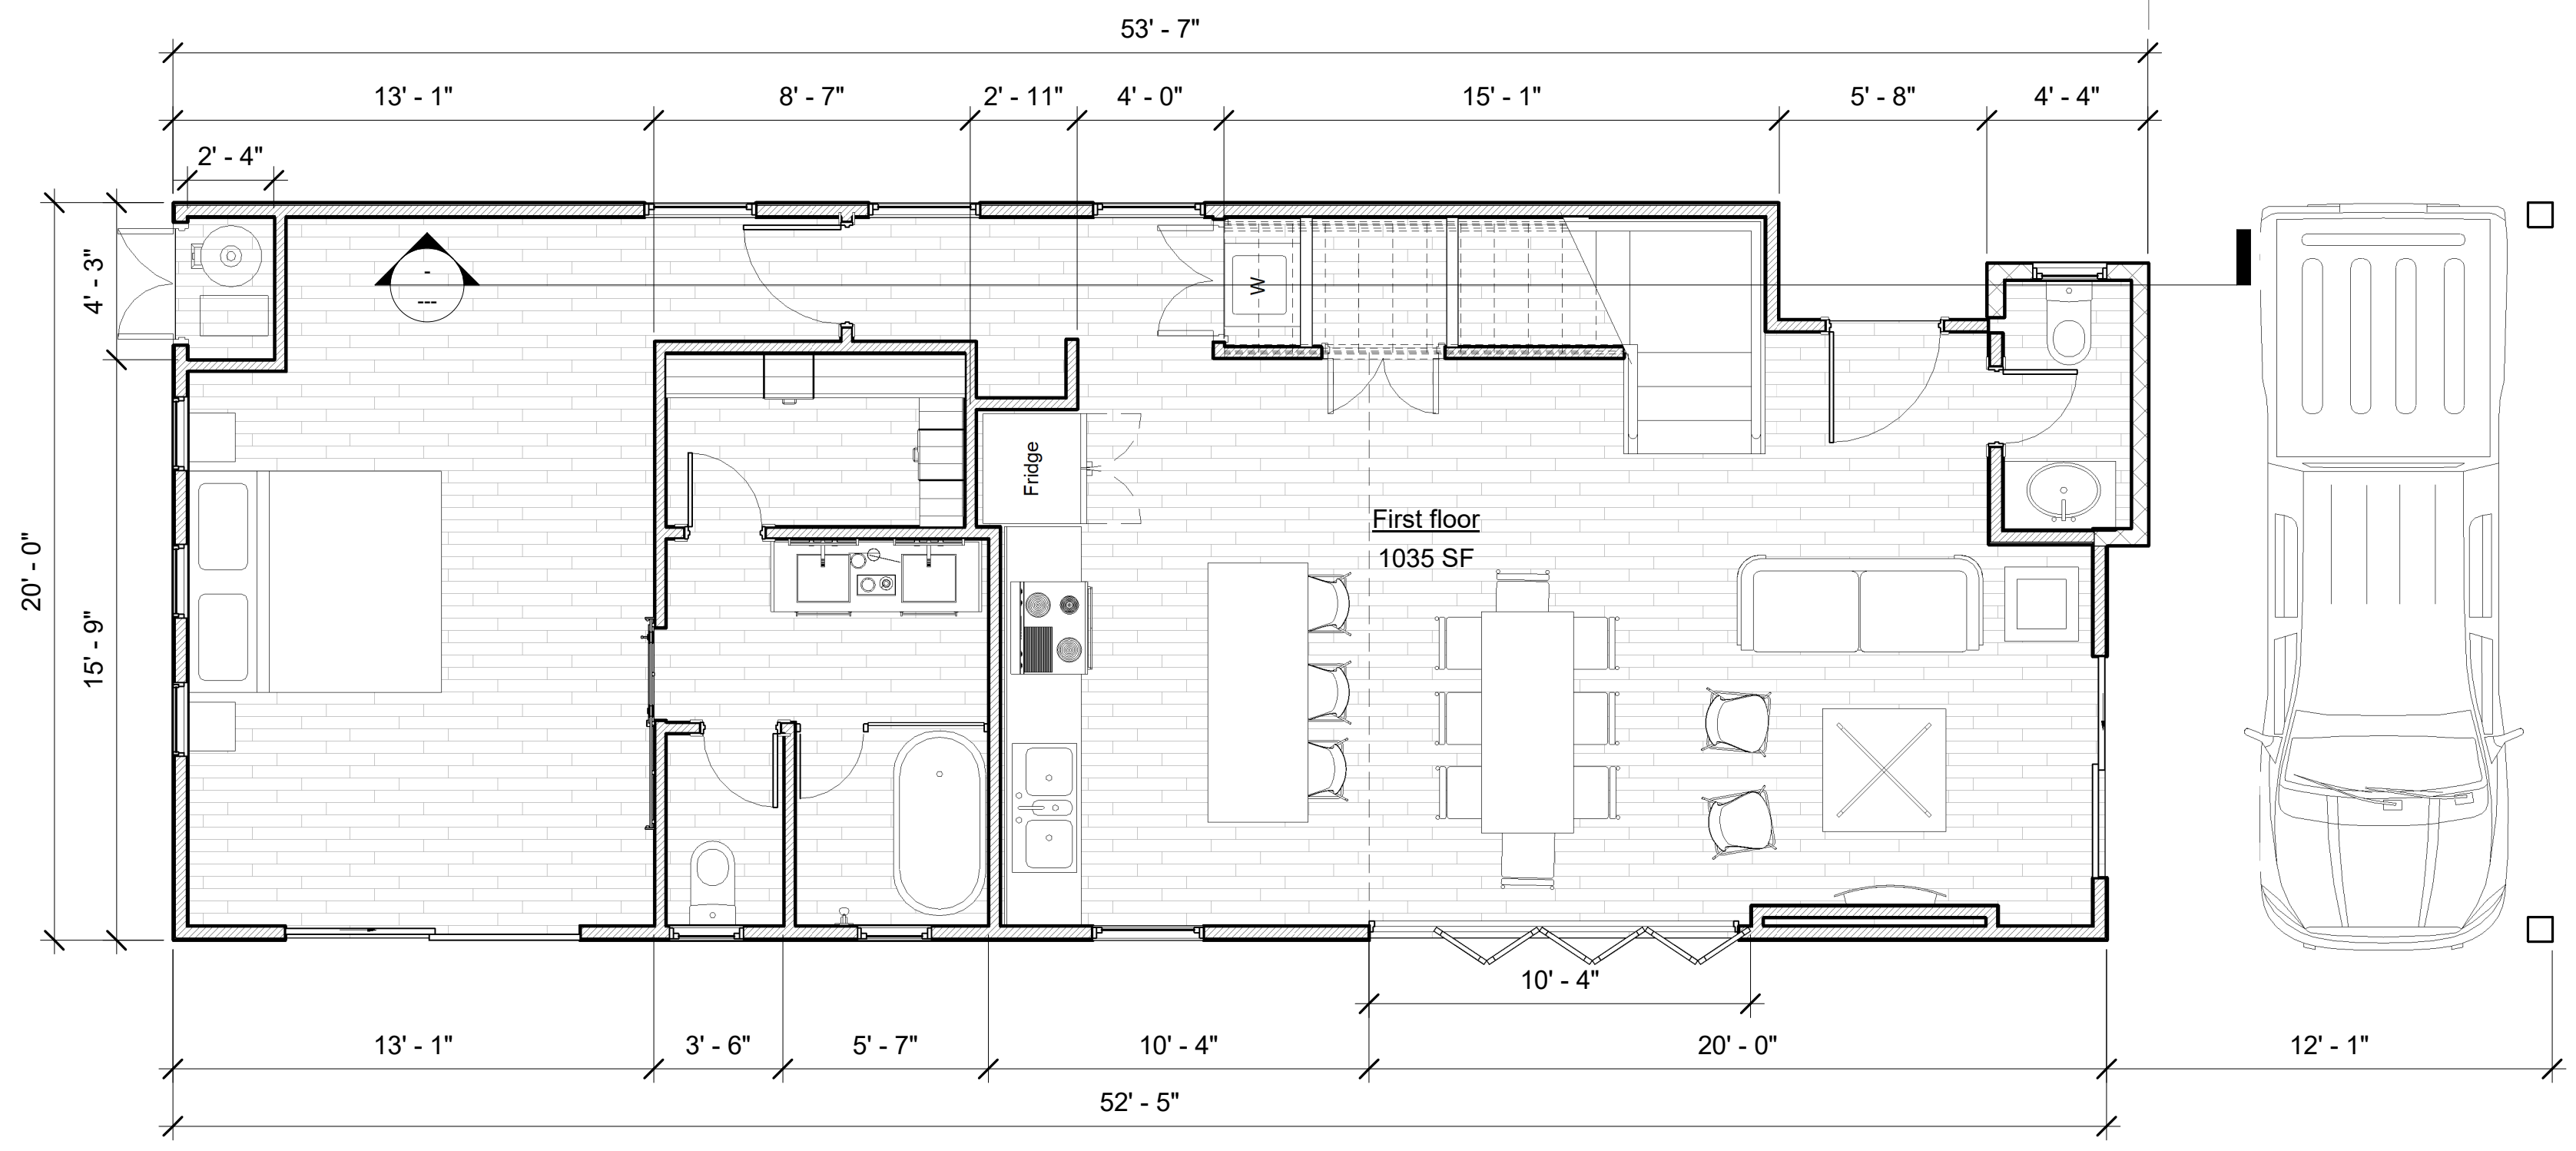 53' - 7"
13' - 1"
8' - 7"
2' - 11"
4' - 0"
15' - 1"
5' - 8"
4' - 4"
2' - 4"
4' - 3"
20' - 0"
15' - 9"
-
---
W
Fridge
First floor
1035 SF
10' - 4"
13' - 1"
3' - 6"
5' - 7"
10' - 4"
20' - 0"
12' - 1"
52' - 5"